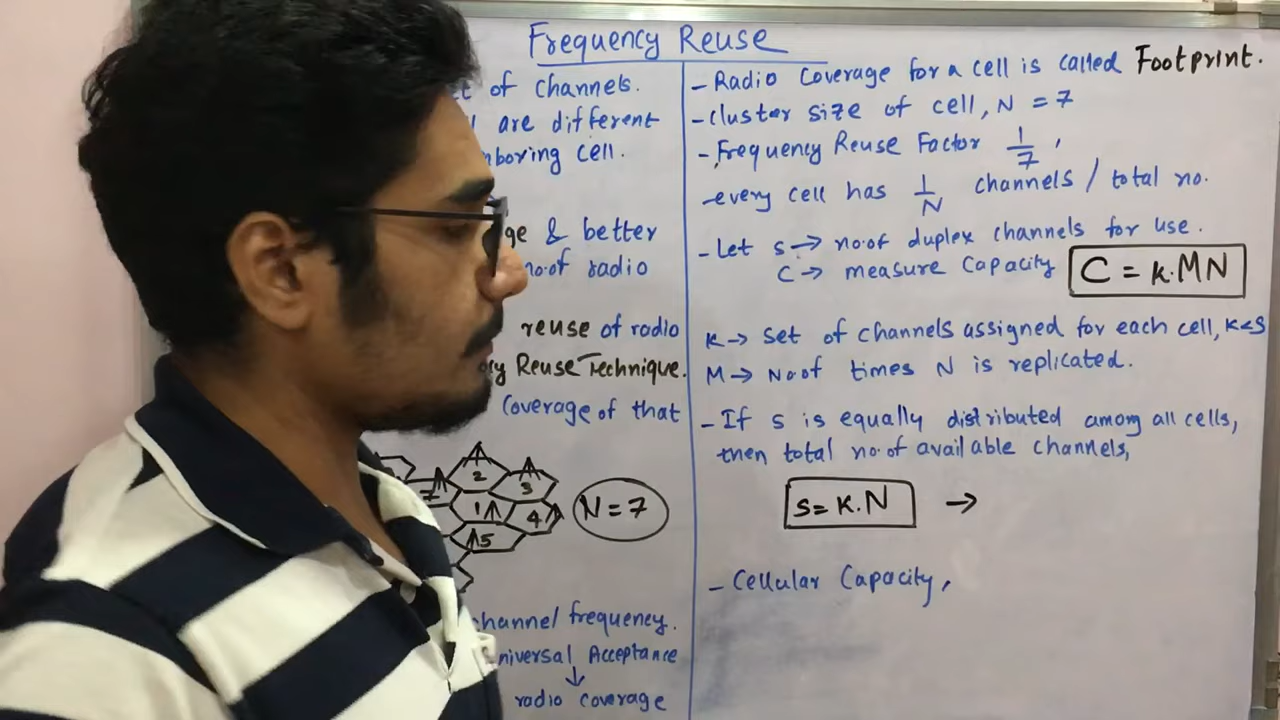 Frequency Reuse
of channels.
are different
cell.
& better
no.of radio
reuse of radio
Reuse Technique.
Coverage of that
2
3
1
4
5
N = 7
channel frequency.
Acceptance
radio coverage
- Radio Coverage for a cell is called Footprint.
- Cluster size of cell, N = 7
- Frequency Reuse Factor 1/7,
- every cell has 1/N channels / total no.
- Let s → no.of duplex channels for use.
C → measure Capacity C = K.MN
K → Set of channels assigned for each cell, K<S
M → No.of times N is replicated.
- If s is equally distributed among all cells,
then total no.of available channels,
S = K.N →
- Cellular Capacity,